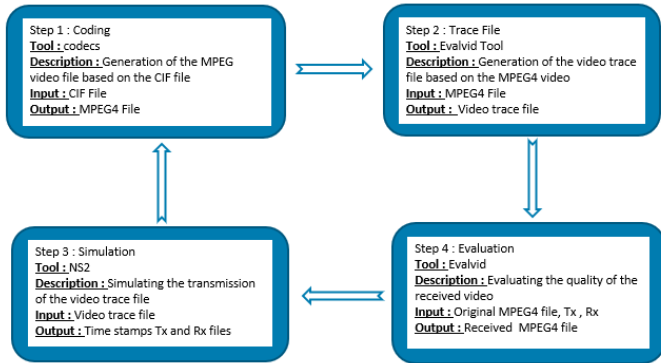 Step 1 : Coding
Tool : codecs
Description : Generation of the MPEG
video file based on the CIF file
Input : CIF File
Output : MPEG4 File
Step 2 : Trace File
Tool : Evalvid Tool
Description : Generation of the video trace
file based on the MPEG4 video
Input : MPEG4 File
Output : Video trace file
Step 3 : Simulation
Tool : NS2
Description : Simulating the transmission
of the video trace file
Input : Video trace file
Output : Time stamps Tx and Rx files
Step 4 : Evaluation
Tool : Evalvid
Description : Evaluating the quality of the
received video
Input : Original MPEG4 file, Tx , Rx
Output : Received MPEG4 file